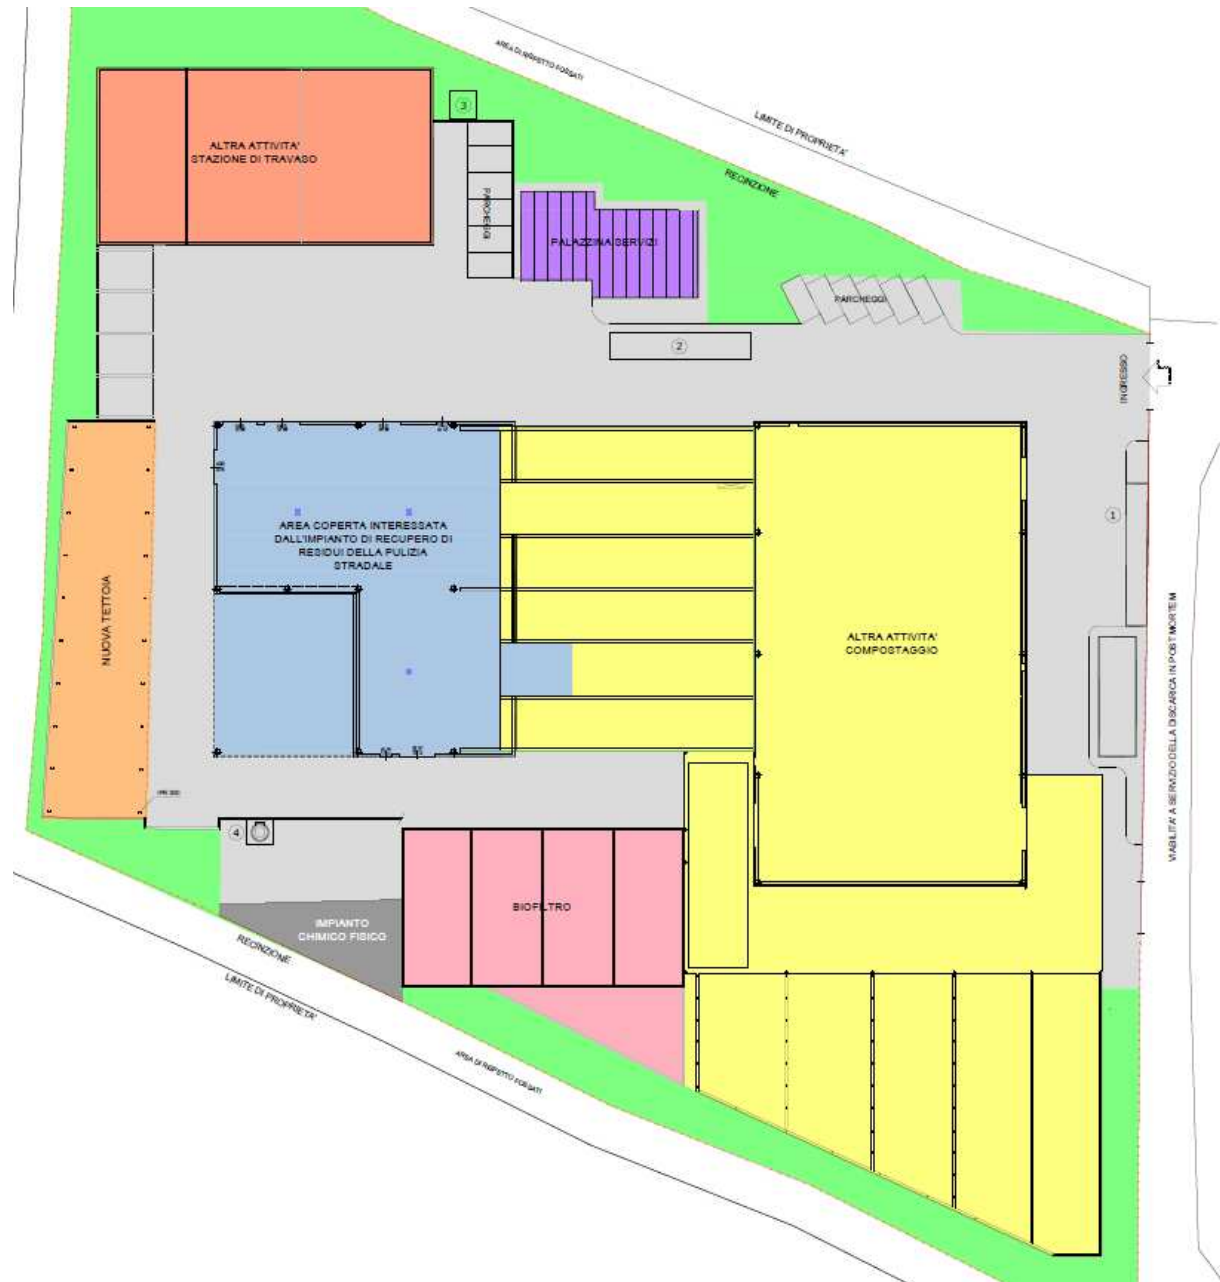 AREA DI RISPETTO FOSSATI
LIMITE DI PROPRIETA'
3
ALTRA ATTIVITA'
STAZIONE DI TRAVASO
RECINZIONE
PARCHEGGI
PALAZZINA SERVIZI
PARCHEGGI
2
INGRESSO
1
AREA COPERTA INTERESSATA
DALL'IMPIANTO DI RECUPERO DI
RESIDUI DELLA PULIZIA
STRADALE
NUOVA TETTOIA
ALTRA ATTIVITA'
COMPOSTAGGIO
VIABILITA' A SERVIZIO DELLA DISCARICA IN POST MORTEM
4
BIOFILTRO
IMPIANTO
CHIMICO FISICO
RECINZIONE
LIMITE DI PROPRIETA'
AREA DI RISPETTO FOSSATI